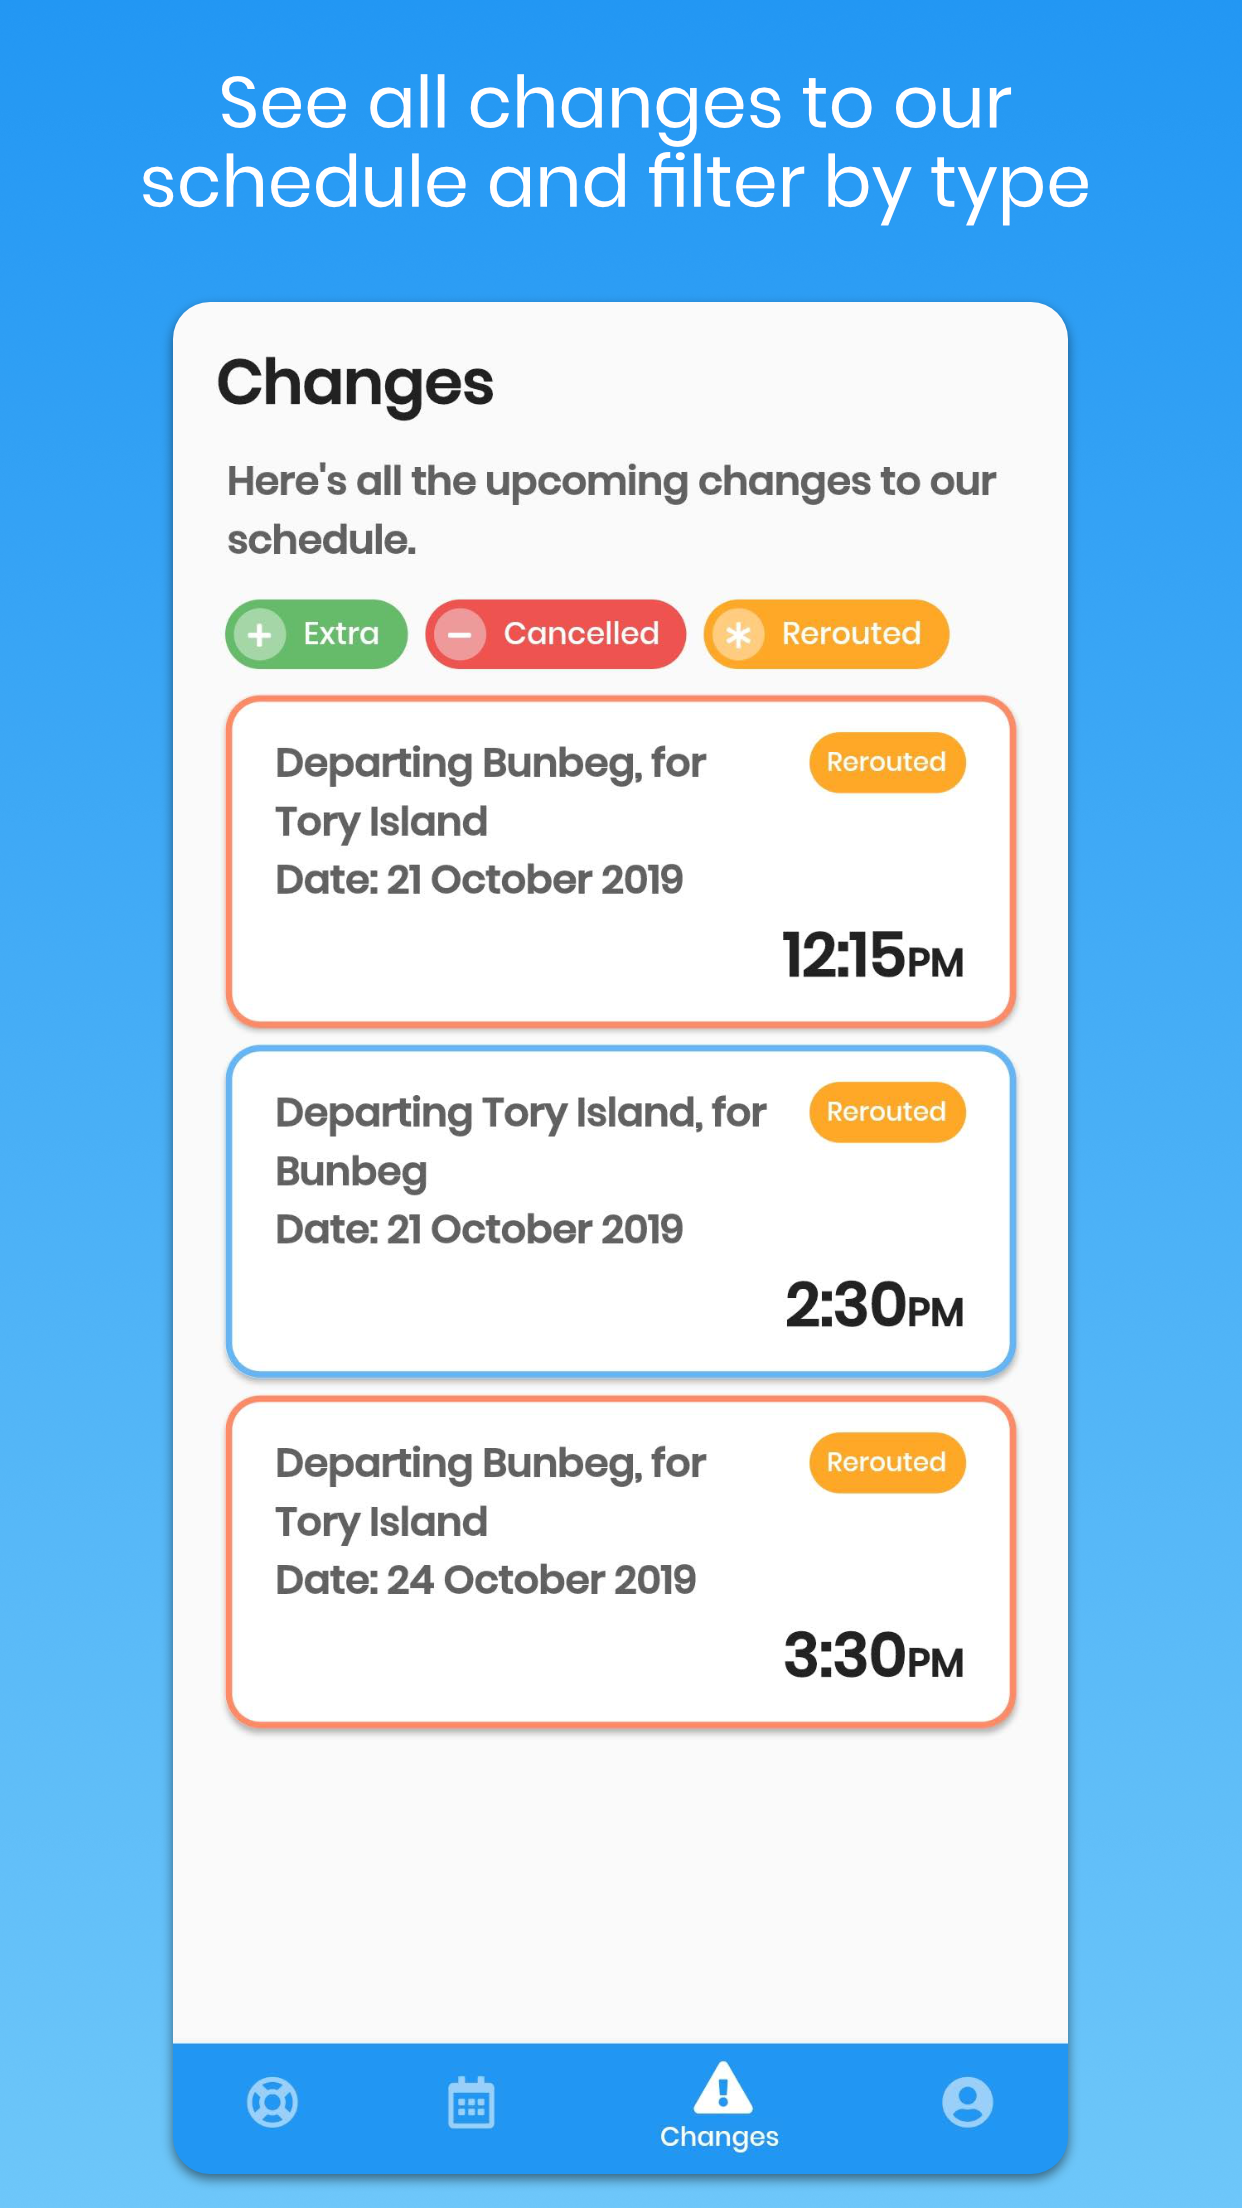 See all changes to our
schedule and filter by type
Changes
Here's all the upcoming changes to our
schedule.
Extra
Cancelled
Rerouted
Departing Bunbeg, for
Tory Island
Date: 21 October 2019
Rerouted
12:15PM
Departing Tory Island, for
Bunbeg
Date: 21 October 2019
Rerouted
2:30PM
Departing Bunbeg, for
Tory Island
Date: 24 October 2019
Rerouted
3:30PM
Changes